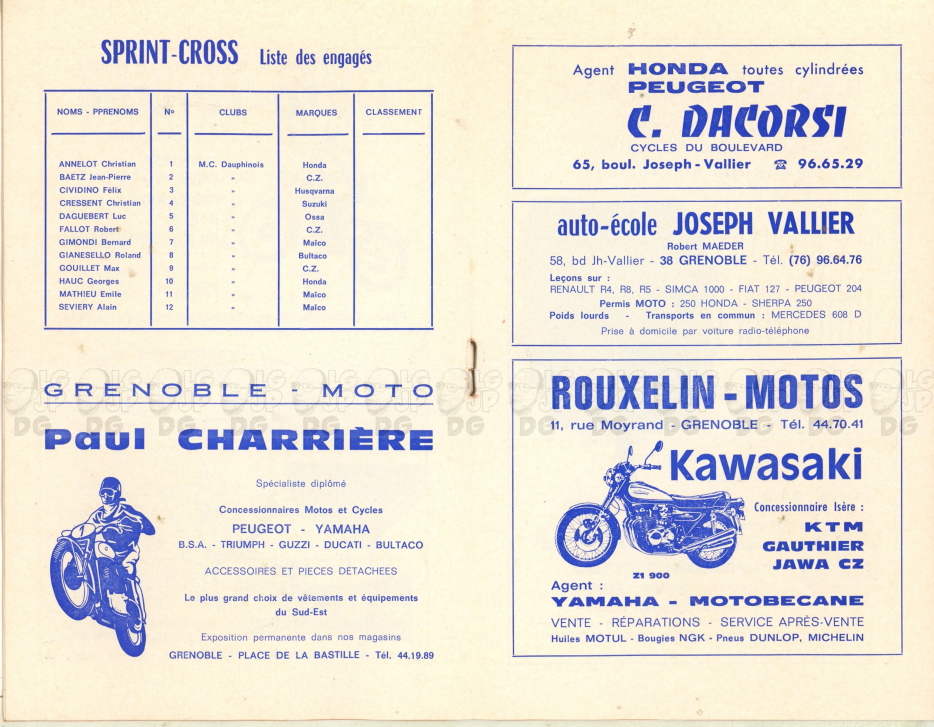 SPRINT-CROSS Liste des engagés
NOMS - PPRENOMS No CLUBS MARQUES CLASSEMENT
ANNELOT Christian 1 M.C. Dauphinois Honda
BAETZ Jean-Pierre 2 " C.Z.
CIVIDINO Félix 3 " Husqvarna
CRESSENT Christian 4 " Suzuki
DAGUEBERT Luc 5 " Ossa
FALLOT Robert 6 " C.Z.
GIMONDI Bernard 7 " Maïco
GIANESELLO Roland 8 " Bultaco
GOUILLET Max 9 " C.Z.
HAUC Georges 10 " Honda
MATHIEU Emile 11 " Maïco
SEVIERY Alain 12 " Maïco
GRENOBLE - MOTO
Paul CHARRIÈRE
Spécialiste diplômé
Concessionnaires Motos et Cycles
PEUGEOT - YAMAHA
B.S.A. - TRIUMPH - GUZZI - DUCATI - BULTACO
ACCESSOIRES ET PIECES DETACHEES
Le plus grand choix de vêtements et équipements
du Sud-Est
Exposition permanente dans nos magasins
GRENOBLE - PLACE DE LA BASTILLE - Tél. 44.19.89
Agent HONDA toutes cylindrées
PEUGEOT
C. DACORSI
CYCLES DU BOULEVARD
65, boul. Joseph-Vallier ☎ 96.65.29
auto-école JOSEPH VALLIER
Robert MAEDER
58, bd Jh-Vallier - 38 GRENOBLE - Tél. (76) 96.64.76
Leçons sur :
RENAULT R4, R8, R5 - SIMCA 1000 - FIAT 127 - PEUGEOT 204
Permis MOTO : 250 HONDA - SHERPA 250
Poids lourds - Transports en commun : MERCEDES 608 D
Prise à domicile par voiture radio-téléphone
ROUXELIN - MOTOS
11, rue Moyrand - GRENOBLE - Tél. 44.70.41
Kawasaki
Concessionnaire Isère :
KTM
GAUTHIER
JAWA CZ
Z1 900
Agent :
YAMAHA - MOTOBECANE
VENTE - RÉPARATIONS - SERVICE APRÈS-VENTE
Huiles MOTUL - Bougies NGK - Pneus DUNLOP, MICHELIN